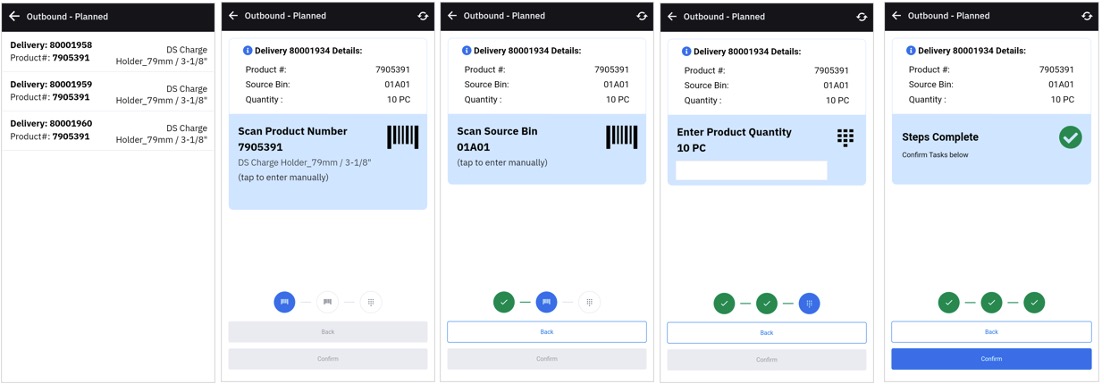 Outbound - Planned
Delivery: 80001958
Product#: 7905391
DS Charge
Holder_79mm / 3-1/8"
Delivery: 80001959
Product#: 7905391
DS Charge
Holder_79mm / 3-1/8"
Delivery: 80001960
Product#: 7905391
DS Charge
Holder_79mm / 3-1/8"
Outbound - Planned
Delivery 80001934 Details:
Product #: 7905391
Source Bin: 01A01
Quantity : 10 PC
Scan Product Number
7905391
DS Charge Holder_79mm / 3-1/8"
(tap to enter manually)
Back
Confirm
Outbound - Planned
Delivery 80001934 Details:
Product #: 7905391
Source Bin: 01A01
Quantity : 10 PC
Scan Source Bin
01A01
(tap to enter manually)
Back
Confirm
Outbound - Planned
Delivery 80001934 Details:
Product #: 7905391
Source Bin: 01A01
Quantity : 10 PC
Enter Product Quantity
10 PC
Back
Confirm
Outbound - Planned
Delivery 80001934 Details:
Product #: 7905391
Source Bin: 01A01
Quantity : 10 PC
Steps Complete
Confirm Tasks below
Back
Confirm